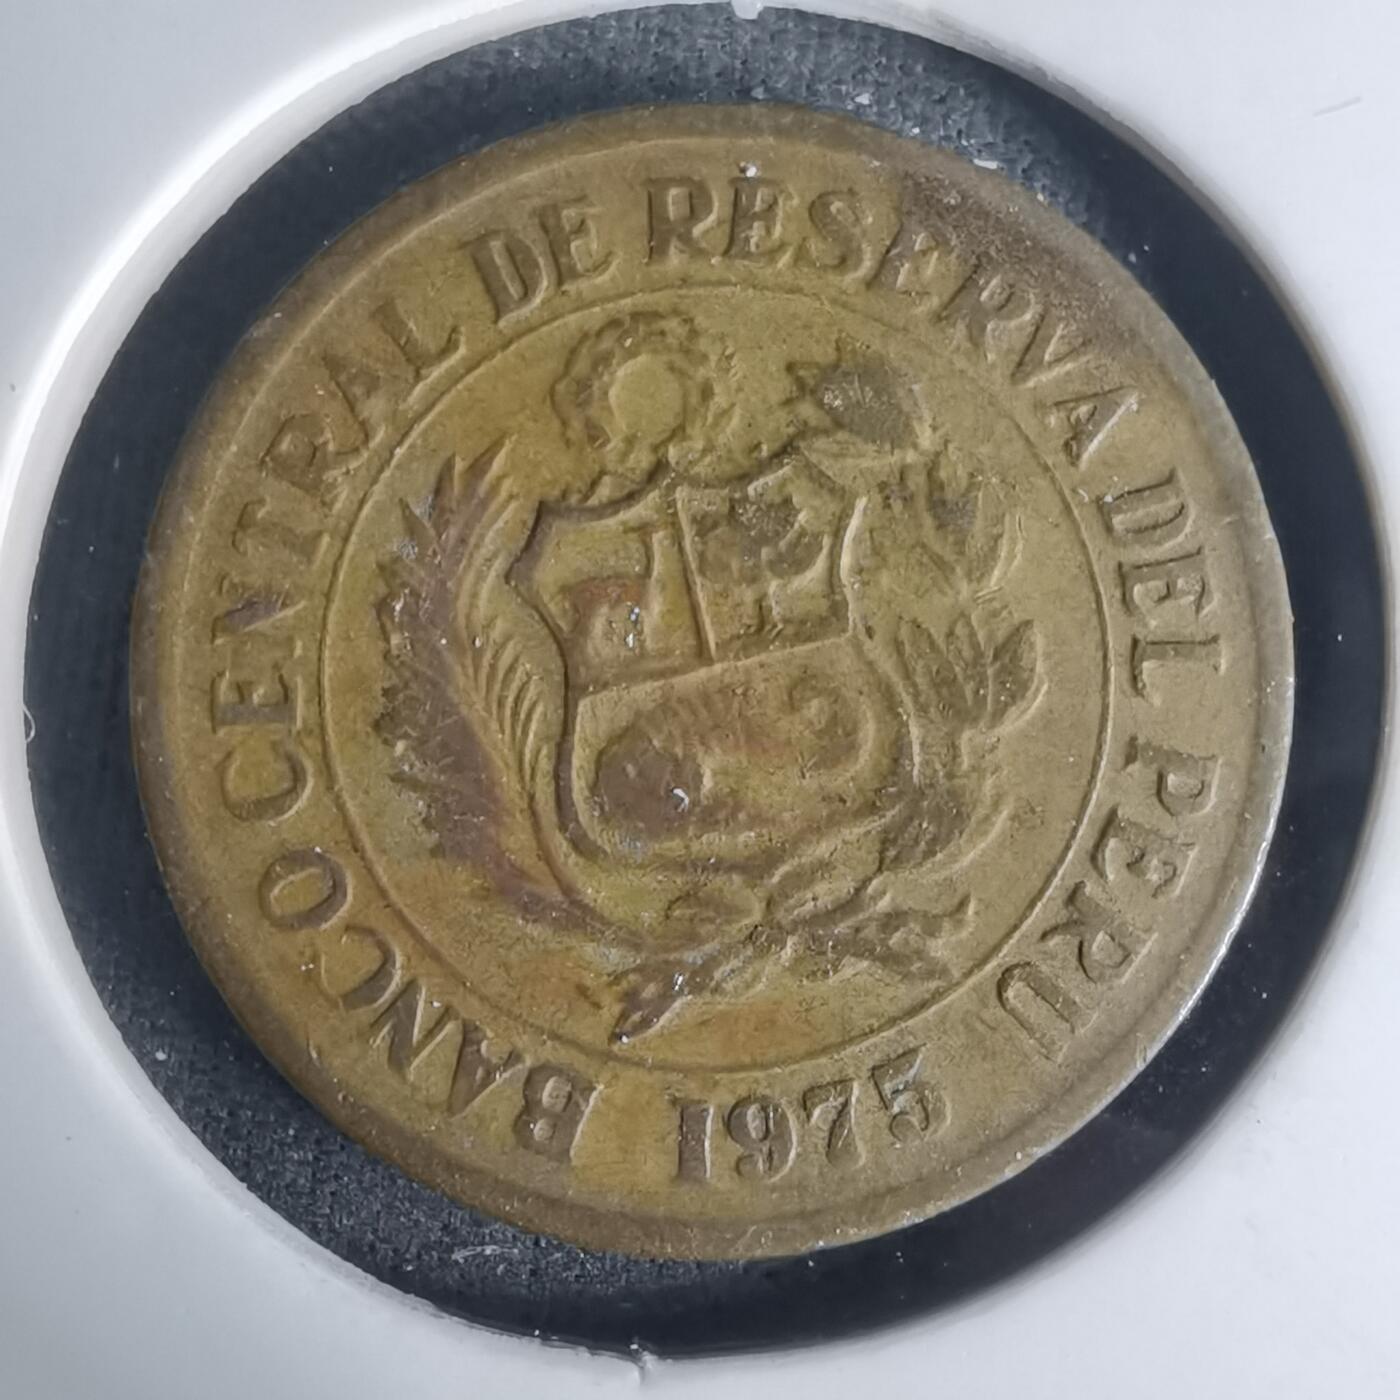 BANCO CENTRAL DE RESERVA DEL PERU
1975